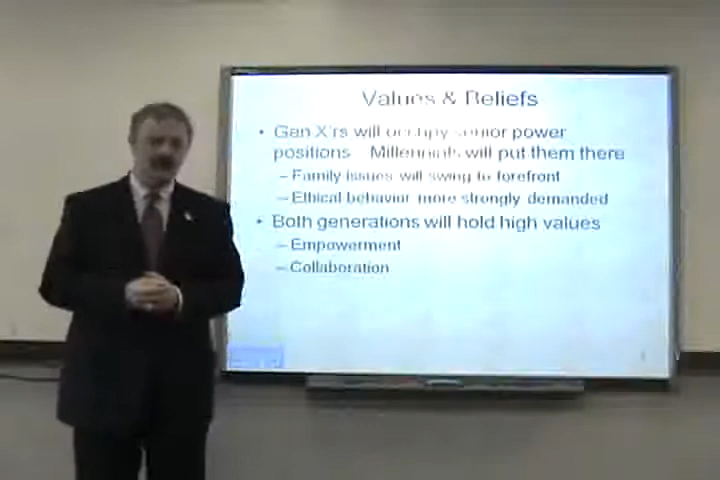 Values & Beliefs
• Gen X'rs will occupy senior power
positions Millennials will put them there
– Family issues will swing to forefront
– Ethical behavior more strongly demanded
• Both generations will hold high values
– Empowerment
– Collaboration